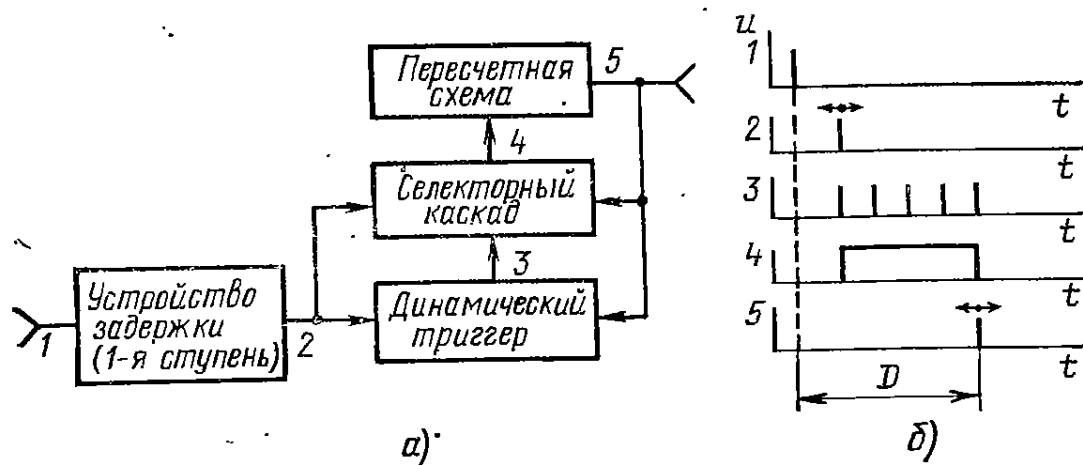 Пересчетная
схема
5
4
Селекторный
каскад
3
Устройство
задержки
(1-я ступень)
1
2
Динамический
триггер
а)
u
1
t
2
t
3
t
4
t
5
t
D
б)